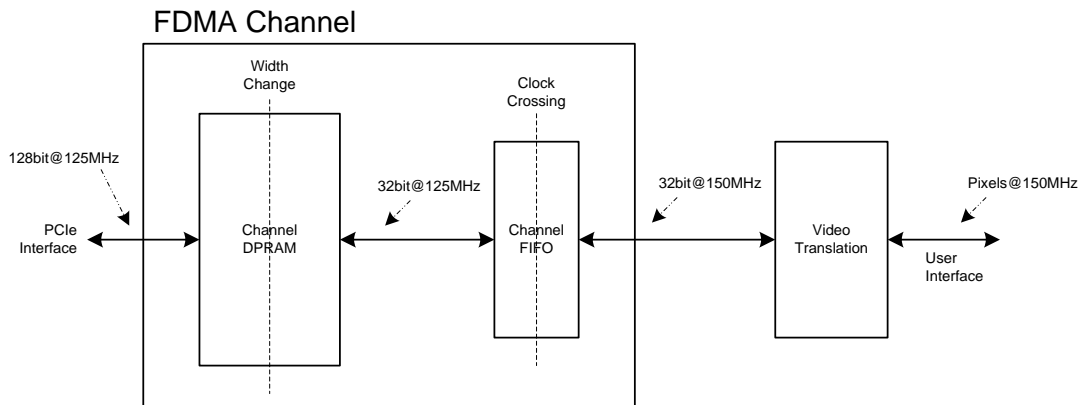 FDMA Channel
Width
Change
Clock
Crossing
128bit@125MHz
32bit@125MHz
32bit@150MHz
Pixels@150MHz
PCIe
Interface
Channel
DPRAM
Channel
FIFO
Video
Translation
User
Interface